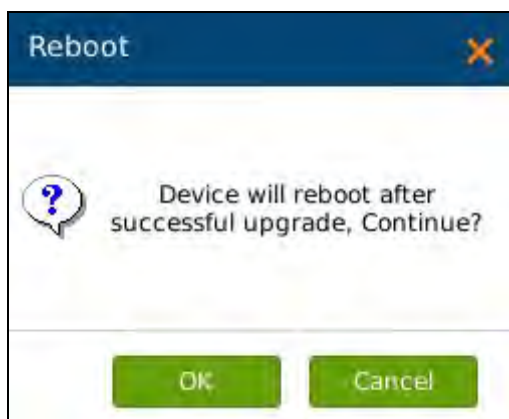 Reboot
Device will reboot after
successful upgrade, Continue?
OK
Cancel